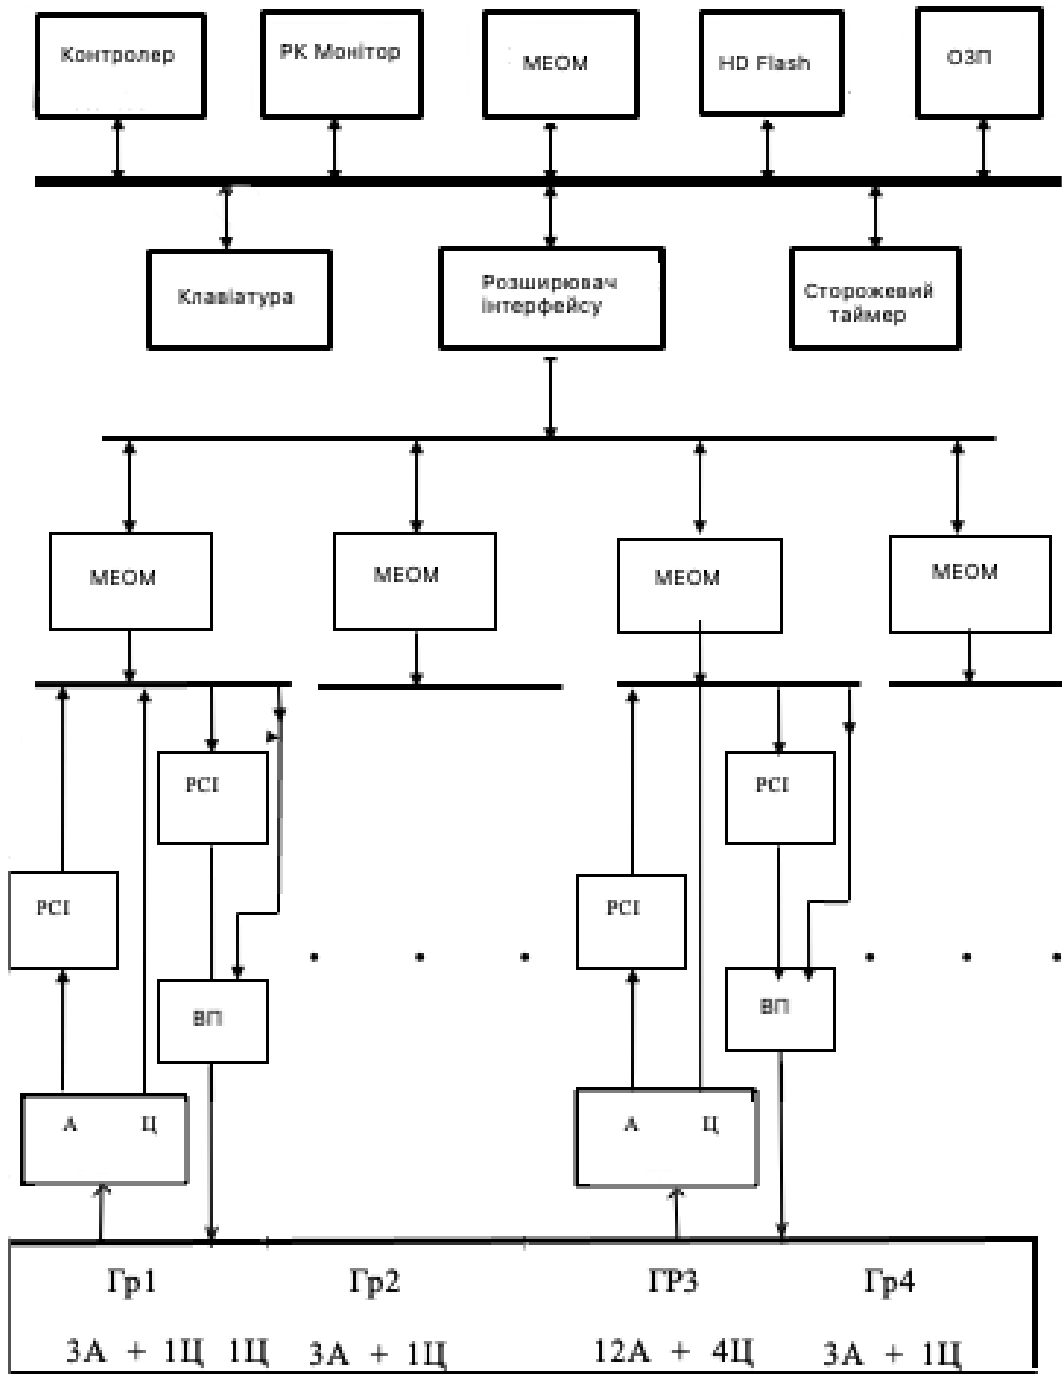 Контролер
РК Монітор
МЕОМ
HD Flash
ОЗП
Клавіатура
Розширювач
інтерфейсу
Сторожевий
таймер
МЕОМ
МЕОМ
МЕОМ
МЕОМ
PCI
PCI
PCI
PCI
ВП
ВП
А Ц
А Ц
Гр1 Гр2 ГР3 Гр4
3А + 1Ц 1Ц 3А + 1Ц 12А + 4Ц 3А + 1Ц